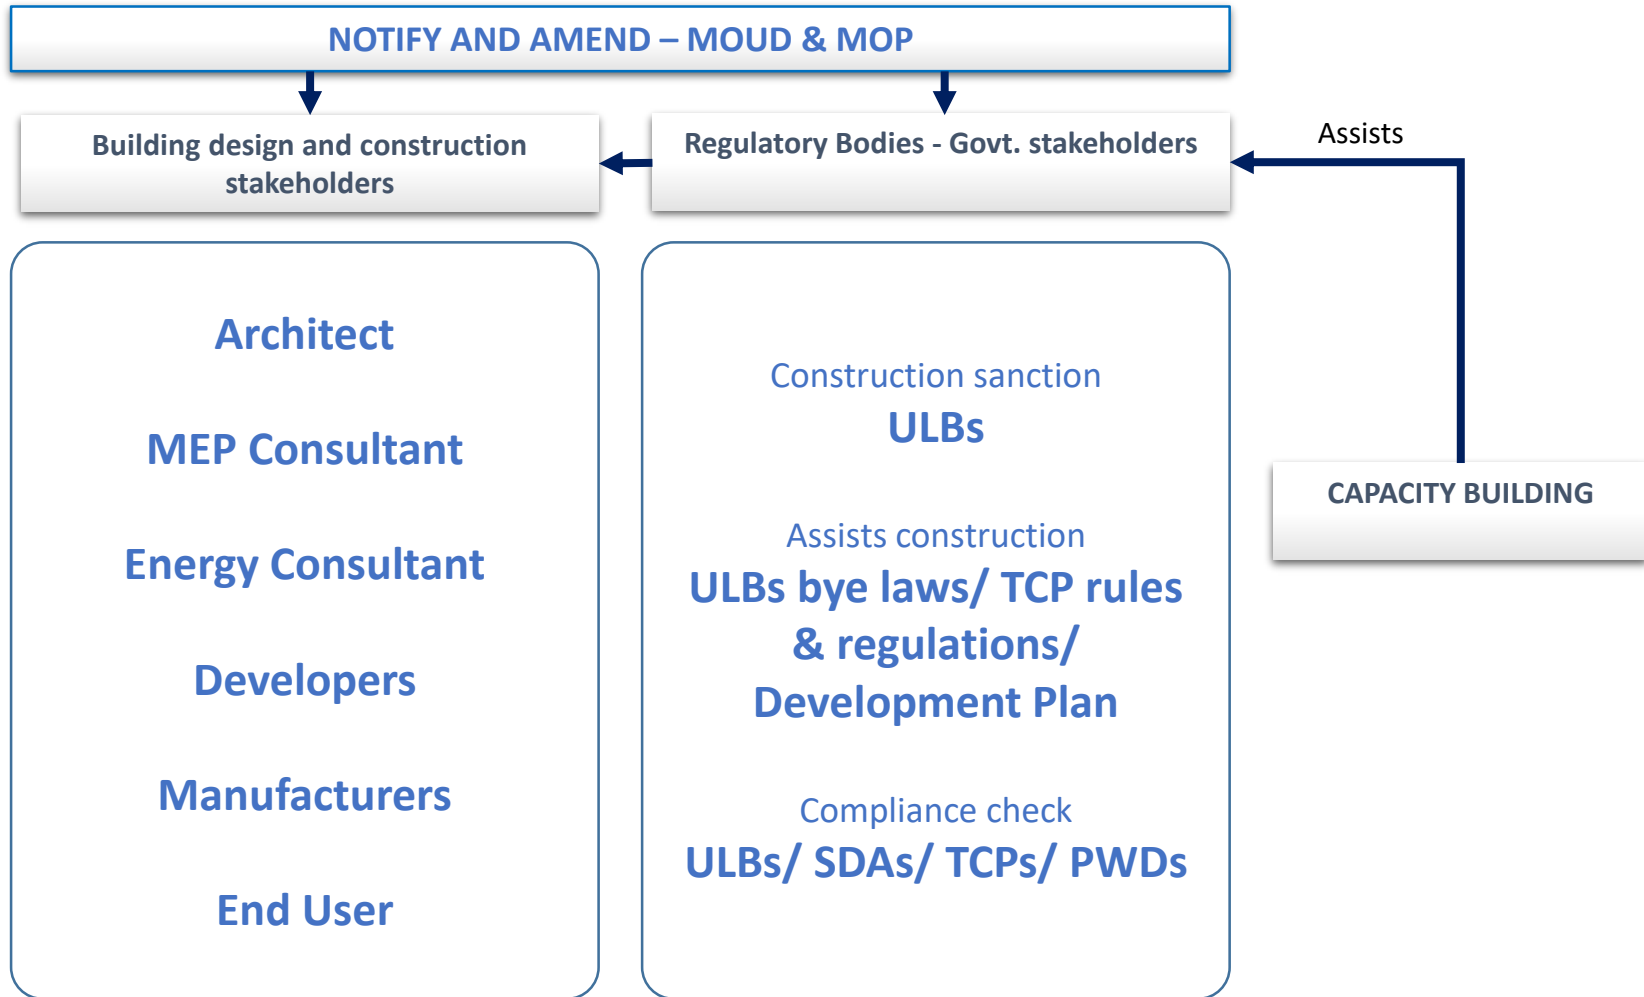 NOTIFY AND AMEND – MOUD & MOP
Building design and construction
stakeholders
Regulatory Bodies - Govt. stakeholders
Assists
Architect
MEP Consultant
Energy Consultant
Developers
Manufacturers
End User
Construction sanction
ULBs
Assists construction
ULBs bye laws/ TCP rules
& regulations/
Development Plan
Compliance check
ULBs/ SDAs/ TCPs/ PWDs
CAPACITY BUILDING